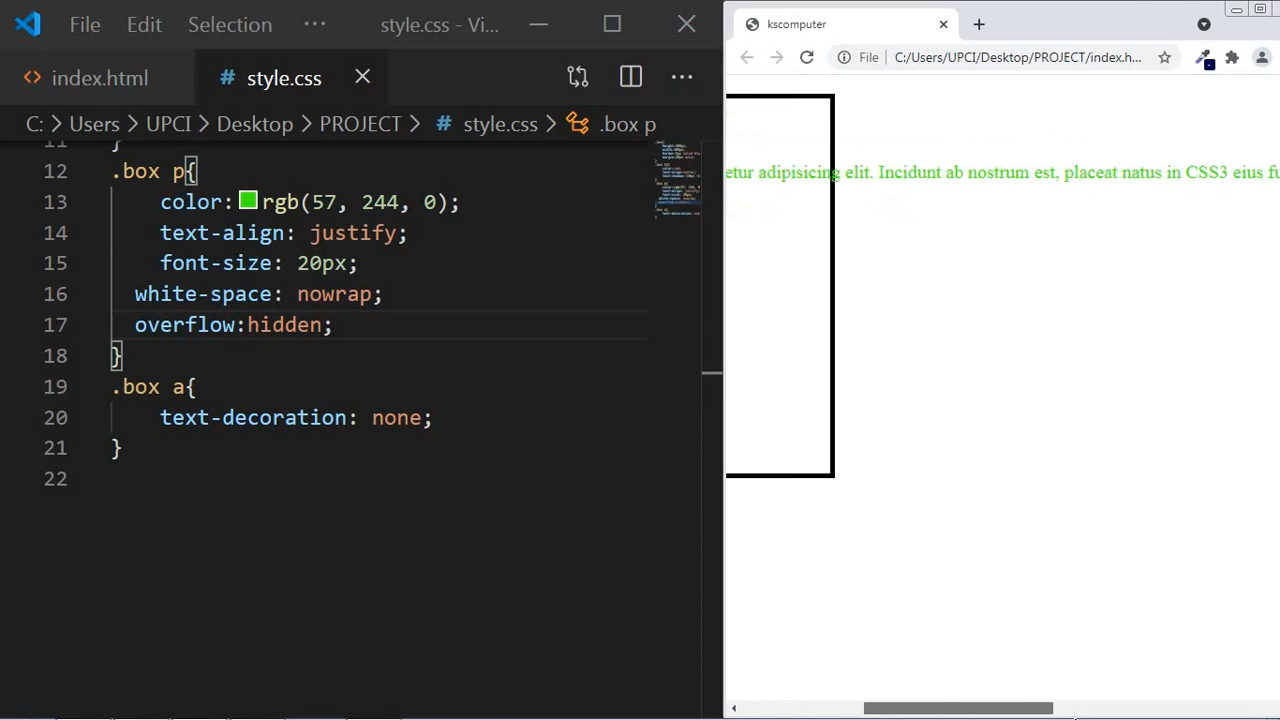 File Edit Selection ··· style.css - Vi...
index.html # style.css
C: > Users > UPCI > Desktop > PROJECT > # style.css > .box p
11 }
12 .box p{
13 color: rgb(57, 244, 0);
14 text-align: justify;
15 font-size: 20px;
16 white-space: nowrap;
17 overflow:hidden;
18 }
19 .box a{
20 text-decoration: none;
21 }
22
kscomputer
File C:/Users/UPCI/Desktop/PROJECT/index.h...
etur adipisicing elit. Incidunt ab nostrum est, placeat natus in CSS3 eius fu